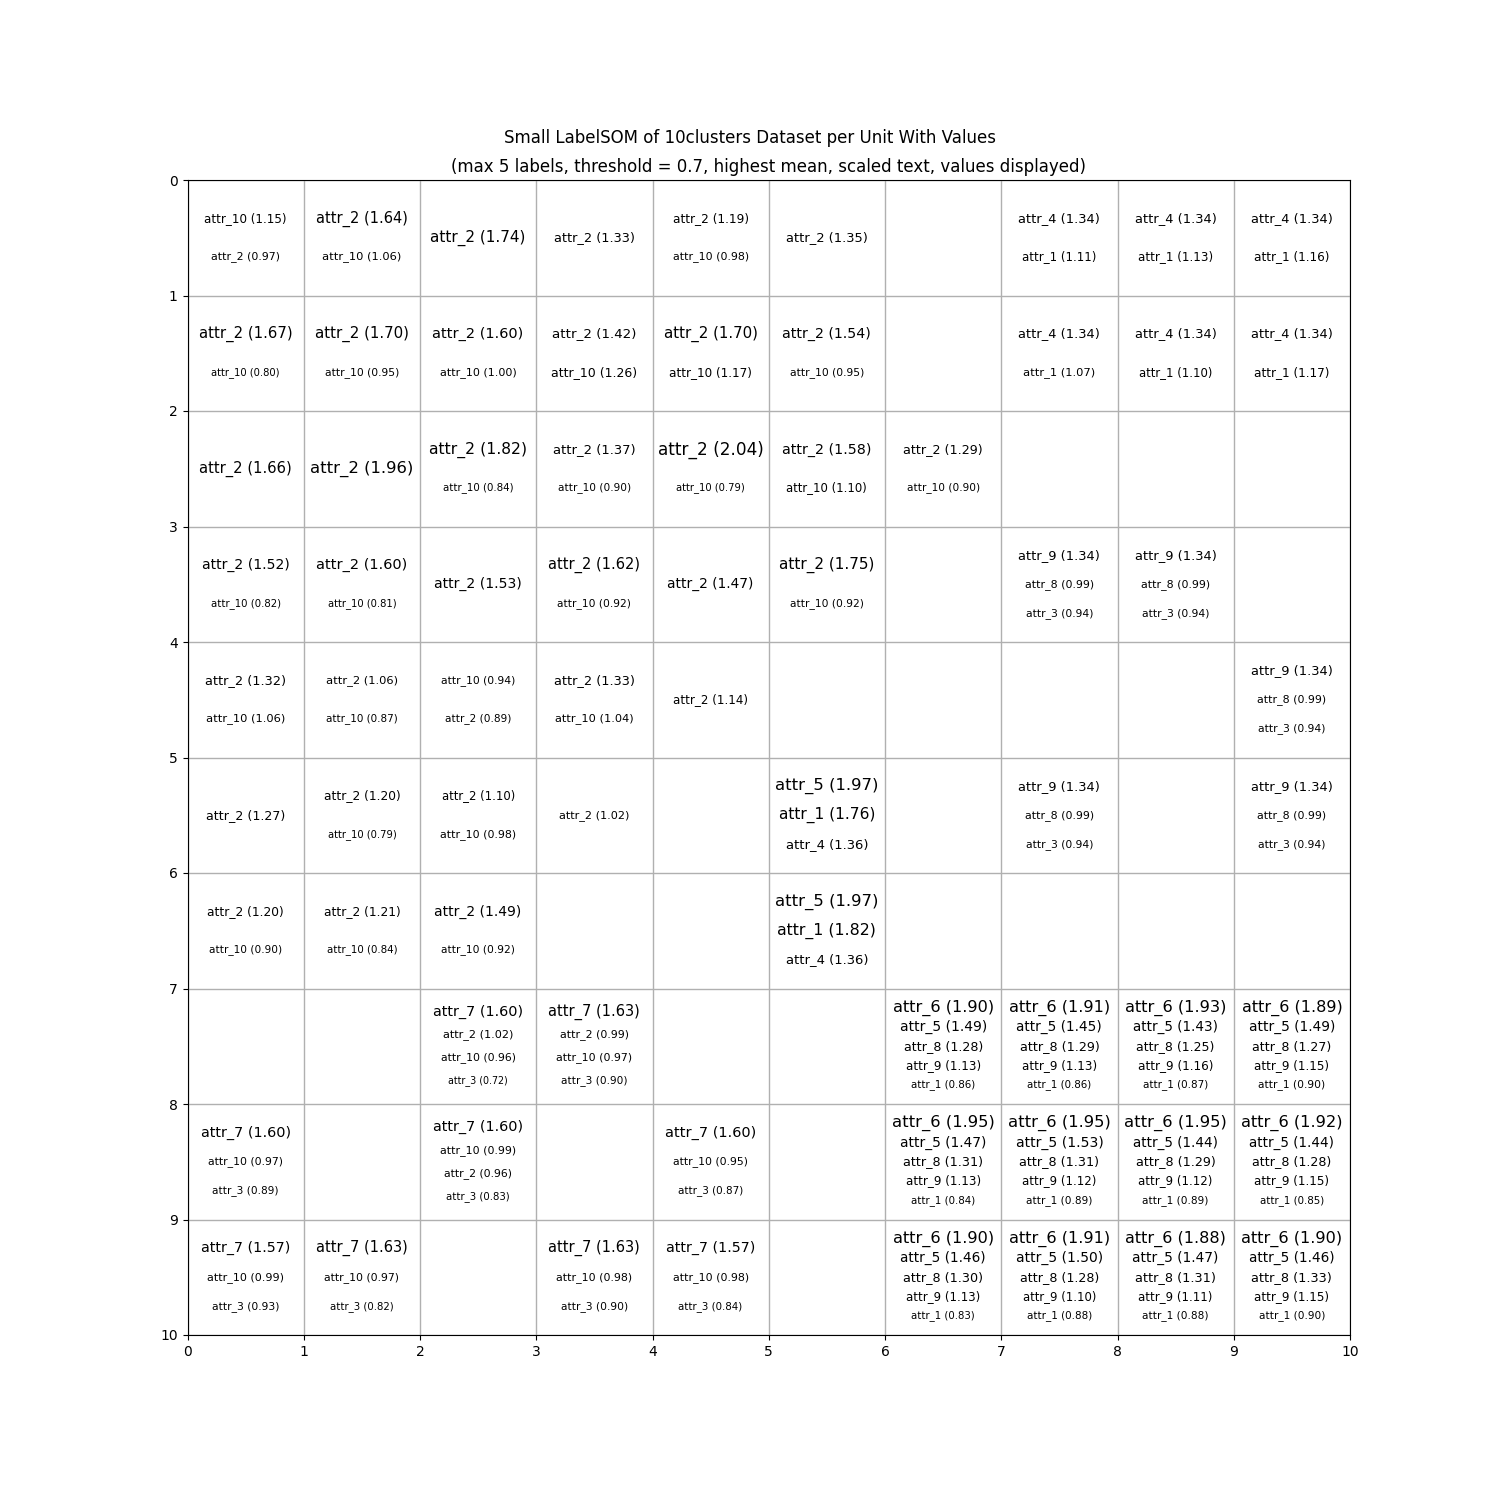 Small LabelSOM of 10clusters Dataset per Unit With Values
(max 5 labels, threshold = 0.7, highest mean, scaled text, values displayed)
0
attr_10 (1.15) attr_2 (1.64) attr_2 (1.74) attr_2 (1.33) attr_2 (1.19) attr_2 (1.35) attr_4 (1.34) attr_4 (1.34) attr_4 (1.34)
attr_2 (0.97) attr_10 (1.06) attr_10 (0.98) attr_1 (1.11) attr_1 (1.13) attr_1 (1.16)
1
attr_2 (1.67) attr_2 (1.70) attr_2 (1.60) attr_2 (1.42) attr_2 (1.70) attr_2 (1.54) attr_4 (1.34) attr_4 (1.34) attr_4 (1.34)
attr_10 (0.80) attr_10 (0.95) attr_10 (1.00) attr_10 (1.26) attr_10 (1.17) attr_10 (0.95) attr_1 (1.07) attr_1 (1.10) attr_1 (1.17)
2
attr_2 (1.66) attr_2 (1.96) attr_2 (1.82) attr_2 (1.37) attr_2 (2.04) attr_2 (1.58) attr_2 (1.29)
attr_10 (0.84) attr_10 (0.90) attr_10 (0.79) attr_10 (1.10) attr_10 (0.90)
3
attr_2 (1.52) attr_2 (1.60) attr_2 (1.53) attr_2 (1.62) attr_2 (1.47) attr_2 (1.75) attr_9 (1.34) attr_9 (1.34)
attr_8 (0.99) attr_8 (0.99)
attr_10 (0.82) attr_10 (0.81) attr_10 (0.92) attr_10 (0.92) attr_3 (0.94) attr_3 (0.94)
4
attr_2 (1.32) attr_2 (1.06) attr_10 (0.94) attr_2 (1.33) attr_2 (1.14) attr_9 (1.34)
attr_8 (0.99)
attr_10 (1.06) attr_10 (0.87) attr_2 (0.89) attr_10 (1.04) attr_3 (0.94)
5
attr_2 (1.27) attr_2 (1.20) attr_2 (1.10) attr_2 (1.02) attr_5 (1.97) attr_9 (1.34) attr_9 (1.34)
attr_1 (1.76) attr_8 (0.99) attr_8 (0.99)
attr_10 (0.79) attr_10 (0.98) attr_4 (1.36) attr_3 (0.94) attr_3 (0.94)
6
attr_2 (1.20) attr_2 (1.21) attr_2 (1.49) attr_5 (1.97)
attr_1 (1.82)
attr_10 (0.90) attr_10 (0.84) attr_10 (0.92) attr_4 (1.36)
7
attr_7 (1.60) attr_7 (1.63) attr_6 (1.90) attr_6 (1.91) attr_6 (1.93) attr_6 (1.89)
attr_2 (1.02) attr_2 (0.99) attr_5 (1.49) attr_5 (1.45) attr_5 (1.43) attr_5 (1.49)
attr_10 (0.96) attr_10 (0.97) attr_8 (1.28) attr_8 (1.29) attr_8 (1.25) attr_8 (1.27)
attr_9 (1.13) attr_9 (1.13) attr_9 (1.16) attr_9 (1.15)
attr_3 (0.72) attr_3 (0.90) attr_1 (0.86) attr_1 (0.86) attr_1 (0.87) attr_1 (0.90)
8
attr_7 (1.60) attr_7 (1.60) attr_7 (1.60) attr_6 (1.95) attr_6 (1.95) attr_6 (1.95) attr_6 (1.92)
attr_10 (0.99) attr_5 (1.47) attr_5 (1.53) attr_5 (1.44) attr_5 (1.44)
attr_10 (0.97) attr_2 (0.96) attr_10 (0.95) attr_8 (1.31) attr_8 (1.31) attr_8 (1.29) attr_8 (1.28)
attr_9 (1.13) attr_9 (1.12) attr_9 (1.12) attr_9 (1.15)
attr_3 (0.89) attr_3 (0.83) attr_3 (0.87) attr_1 (0.84) attr_1 (0.89) attr_1 (0.89) attr_1 (0.85)
9
attr_7 (1.57) attr_7 (1.63) attr_7 (1.63) attr_7 (1.57) attr_6 (1.90) attr_6 (1.91) attr_6 (1.88) attr_6 (1.90)
attr_5 (1.46) attr_5 (1.50) attr_5 (1.47) attr_5 (1.46)
attr_10 (0.99) attr_10 (0.97) attr_10 (0.98) attr_10 (0.98) attr_8 (1.30) attr_8 (1.28) attr_8 (1.31) attr_8 (1.33)
attr_9 (1.13) attr_9 (1.10) attr_9 (1.11) attr_9 (1.15)
attr_3 (0.93) attr_3 (0.82) attr_3 (0.90) attr_3 (0.84) attr_1 (0.83) attr_1 (0.88) attr_1 (0.88) attr_1 (0.90)
10
0 1 2 3 4 5 6 7 8 9 10